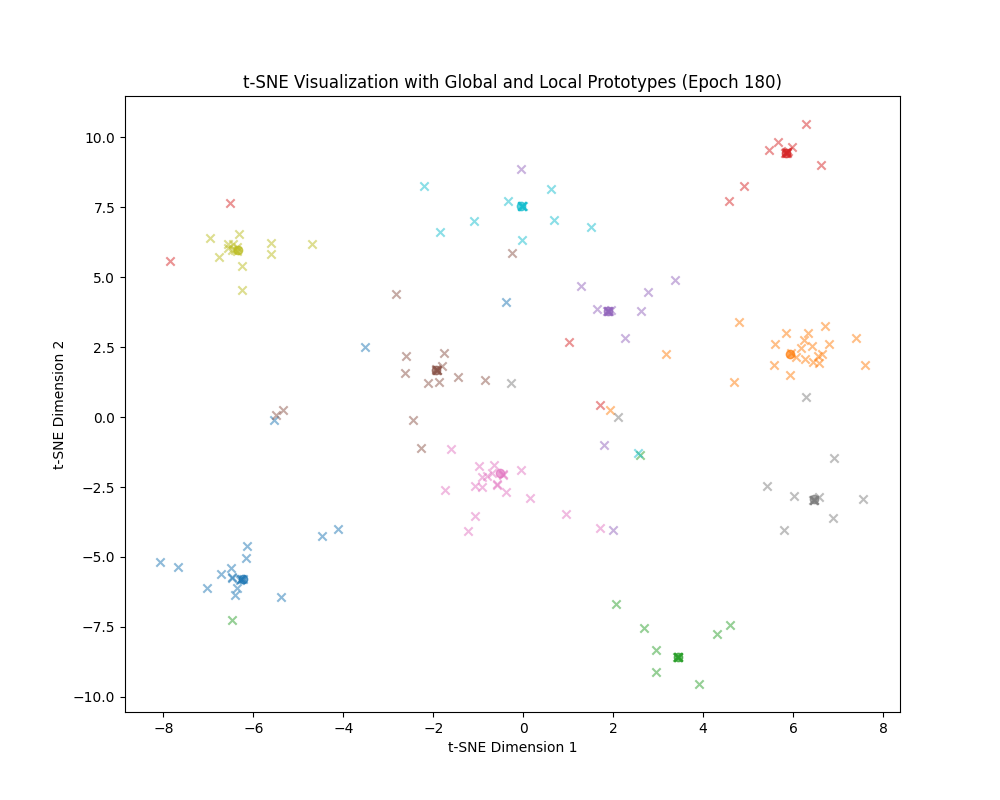 t-SNE Visualization with Global and Local Prototypes (Epoch 180)
10.0
7.5
5.0
2.5
0.0
−2.5
−5.0
−7.5
−10.0
t-SNE Dimension 2
−8 −6 −4 −2 0 2 4 6 8
t-SNE Dimension 1